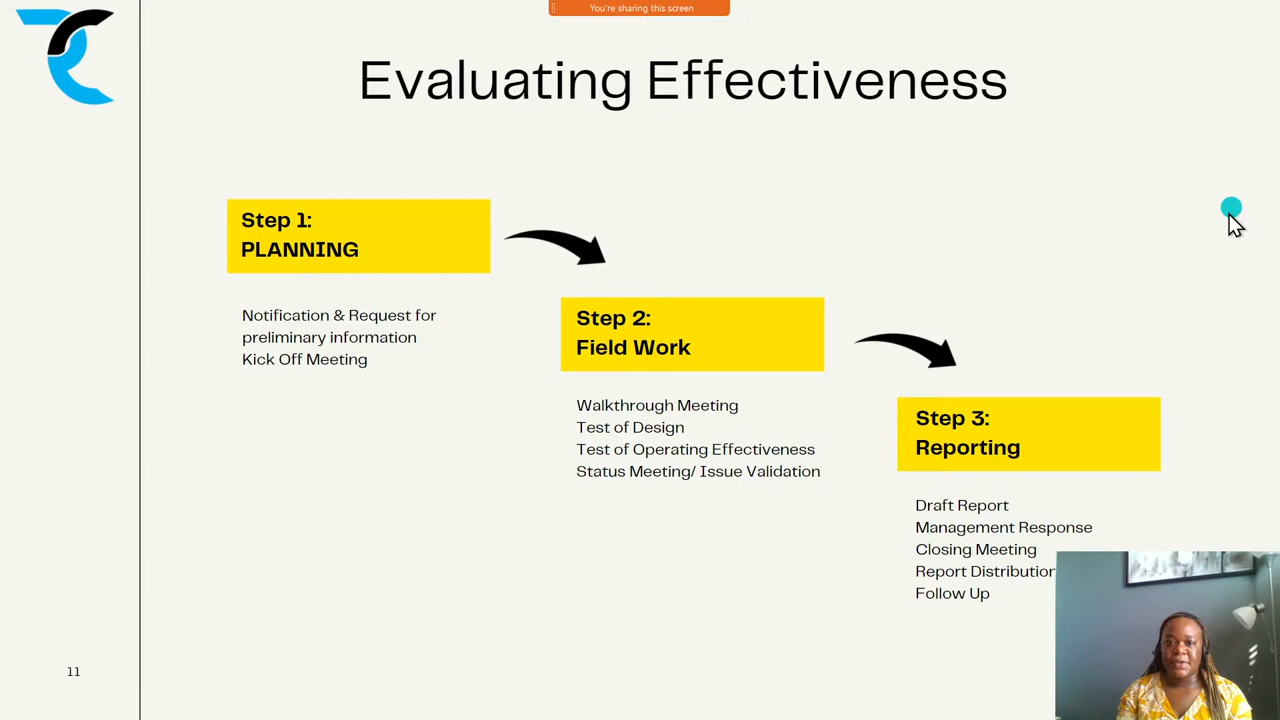 You're sharing this screen
Evaluating Effectiveness
Step 1:
PLANNING
Notification & Request for
preliminary information
Kick Off Meeting
Step 2:
Field Work
Walkthrough Meeting
Test of Design
Test of Operating Effectiveness
Status Meeting/ Issue Validation
Step 3:
Reporting
Draft Report
Management Response
Closing Meeting
Report Distribution
Follow Up
11